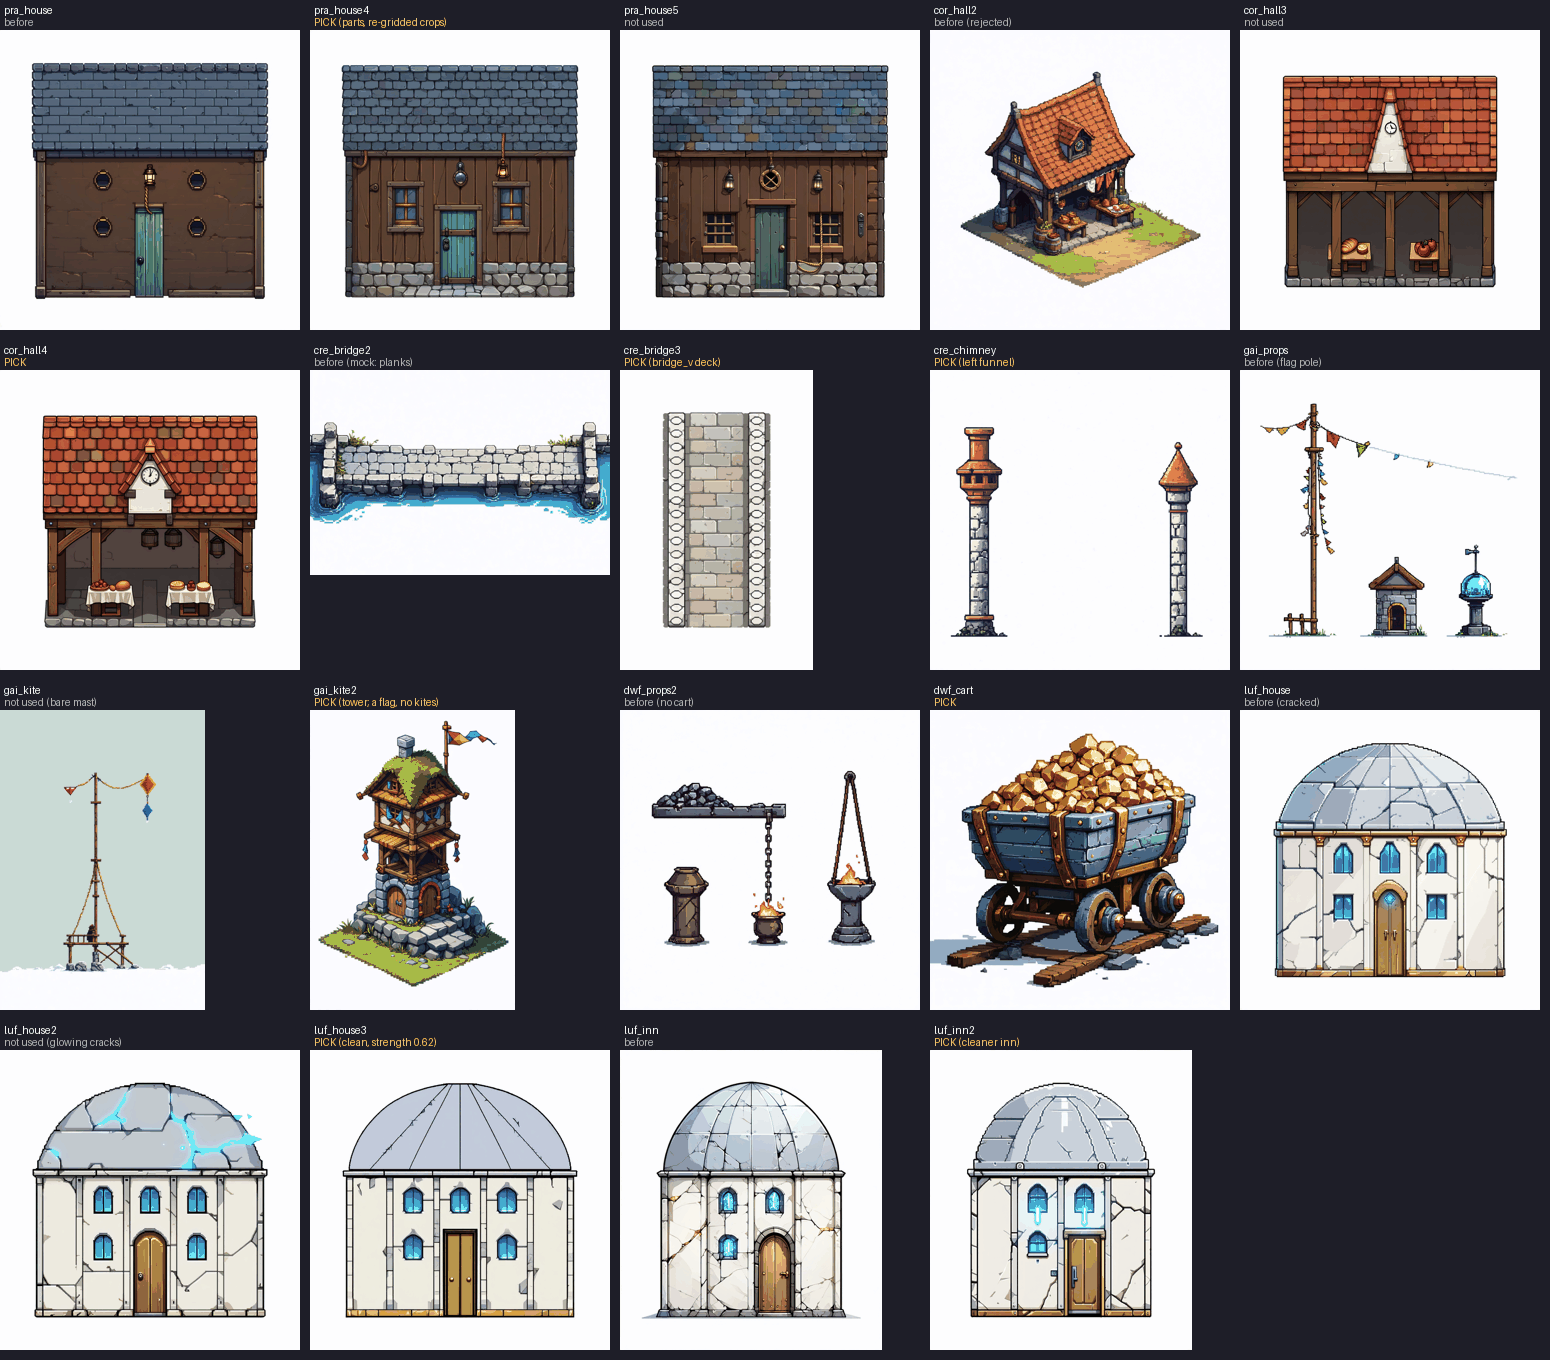 pra_house
before
pra_house4
PICK (parts, re-gridded crops)
pra_house5
not used
cor_hall2
before (rejected)
cor_hall3
not used
cor_hall4
PICK
cre_bridge2
before (mock: planks)
cre_bridge3
PICK (bridge_v deck)
cre_chimney
PICK (left funnel)
gai_props
before (flag pole)
gai_kite
not used (bare mast)
gai_kite2
PICK (tower; a flag, no kites)
dwf_props2
before (no cart)
dwf_cart
PICK
luf_house
before (cracked)
luf_house2
not used (glowing cracks)
luf_house3
PICK (clean, strength 0.62)
luf_inn
before
luf_inn2
PICK (cleaner inn)